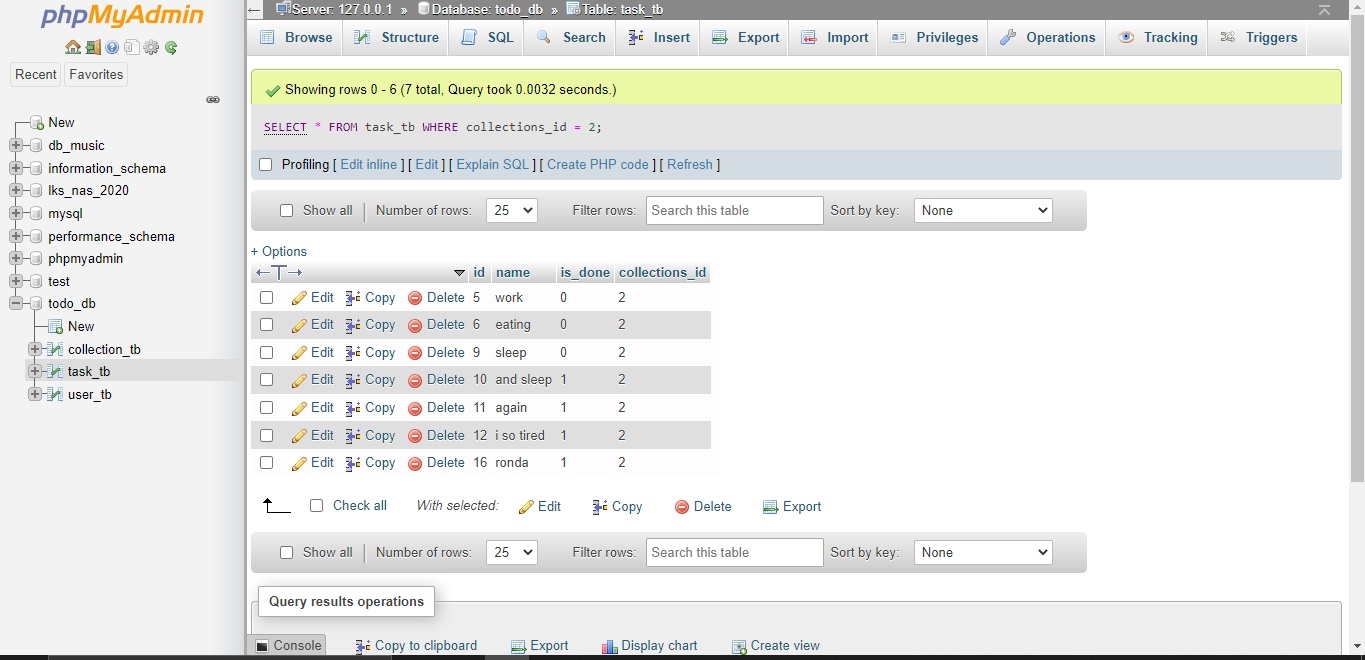 phpMyAdmin
Recent Favorites
New
db_music
information_schema
lks_nas_2020
mysql
performance_schema
phpmyadmin
test
todo_db
New
collection_tb
task_tb
user_tb
Server: 127.0.0.1 » Database: todo_db » Table: task_tb
Browse Structure SQL Search Insert Export Import Privileges Operations Tracking Triggers
Showing rows 0 - 6 (7 total, Query took 0.0032 seconds.)
SELECT * FROM task_tb WHERE collections_id = 2;
Profiling [ Edit inline ] [ Edit ] [ Explain SQL ] [ Create PHP code ] [ Refresh ]
Show all | Number of rows: 25 Filter rows: Search this table Sort by key: None
+ Options
←T→ id name is_done collections_id
Edit Copy Delete 5 work 0 2
Edit Copy Delete 6 eating 0 2
Edit Copy Delete 9 sleep 0 2
Edit Copy Delete 10 and sleep 1 2
Edit Copy Delete 11 again 1 2
Edit Copy Delete 12 i so tired 1 2
Edit Copy Delete 16 ronda 1 2
Check all With selected: Edit Copy Delete Export
Show all | Number of rows: 25 Filter rows: Search this table Sort by key: None
Query results operations
Console Copy to clipboard Export Display chart Create view